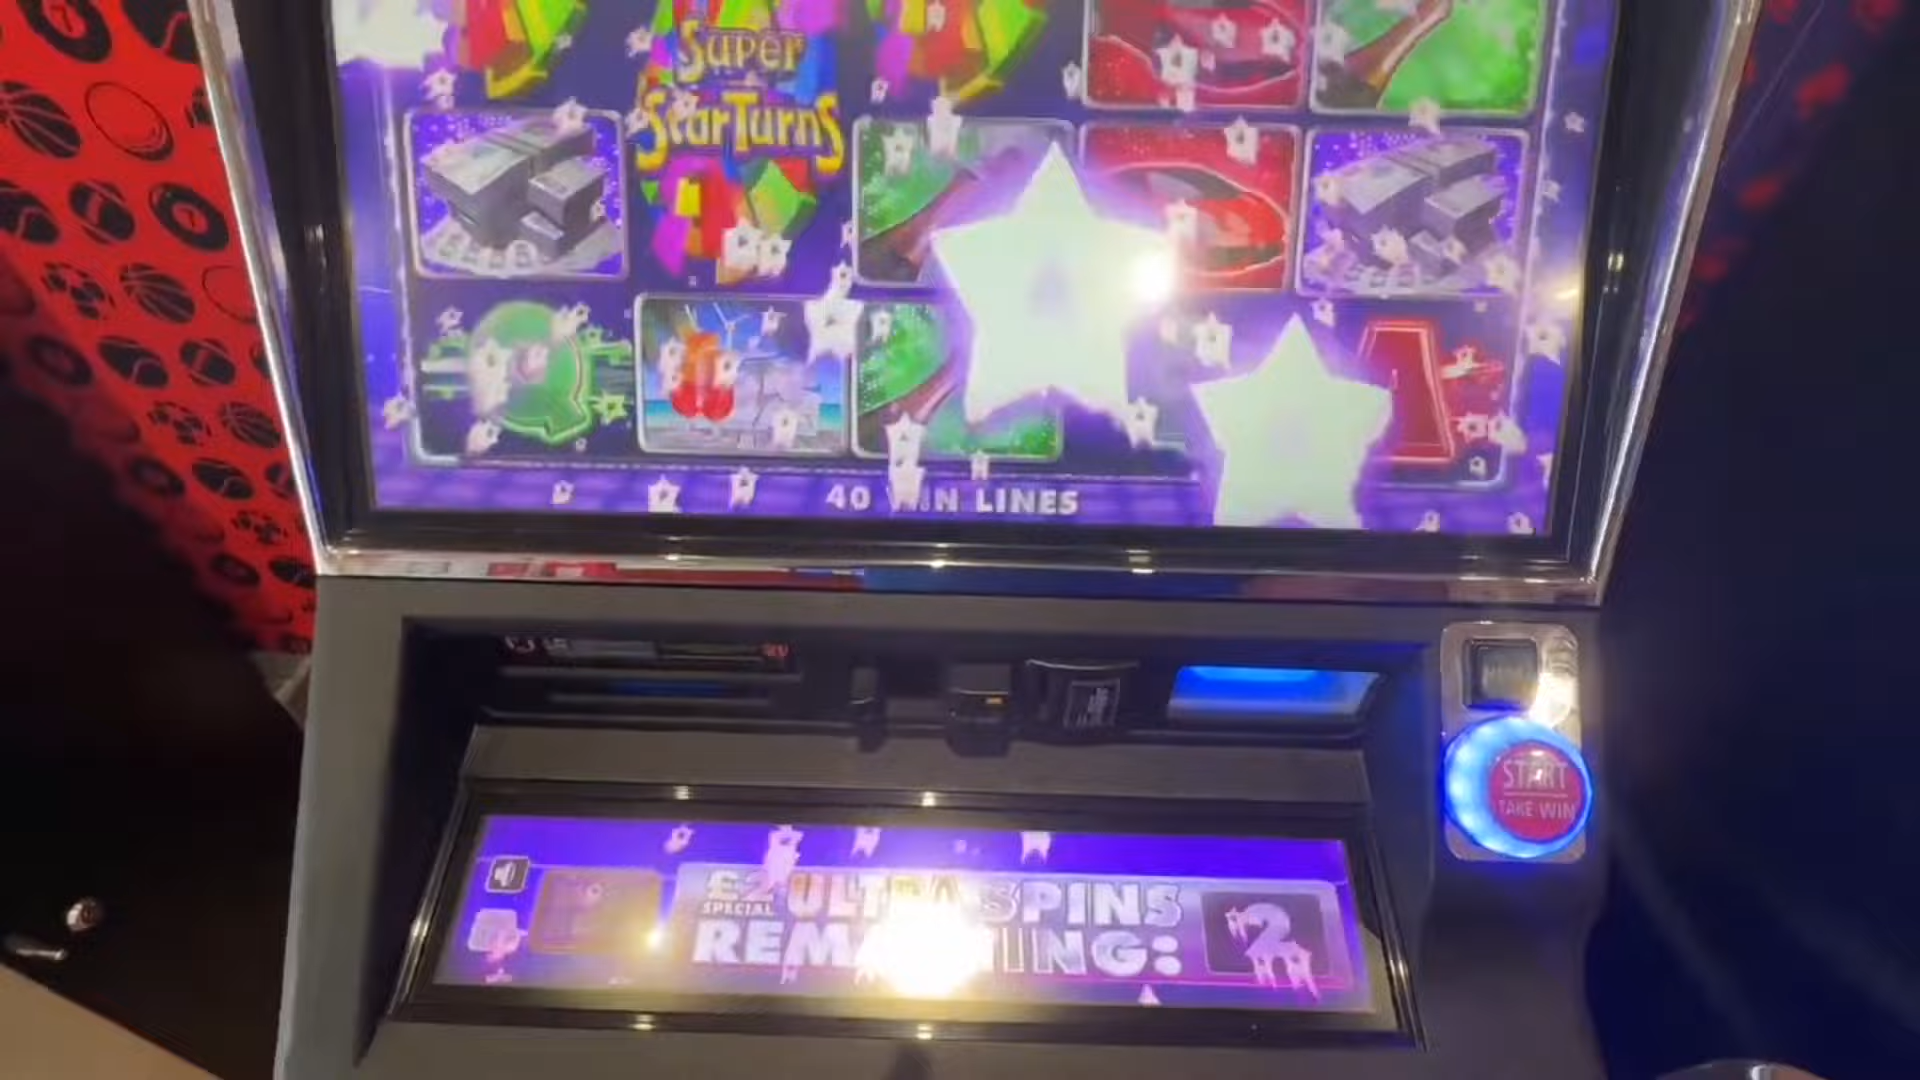 SUPER
STARTURNS
Q
A
40 WIN LINES
START
TAKE WIN
£2 ULTRA SPINS
SPECIAL
REMAINING:
2